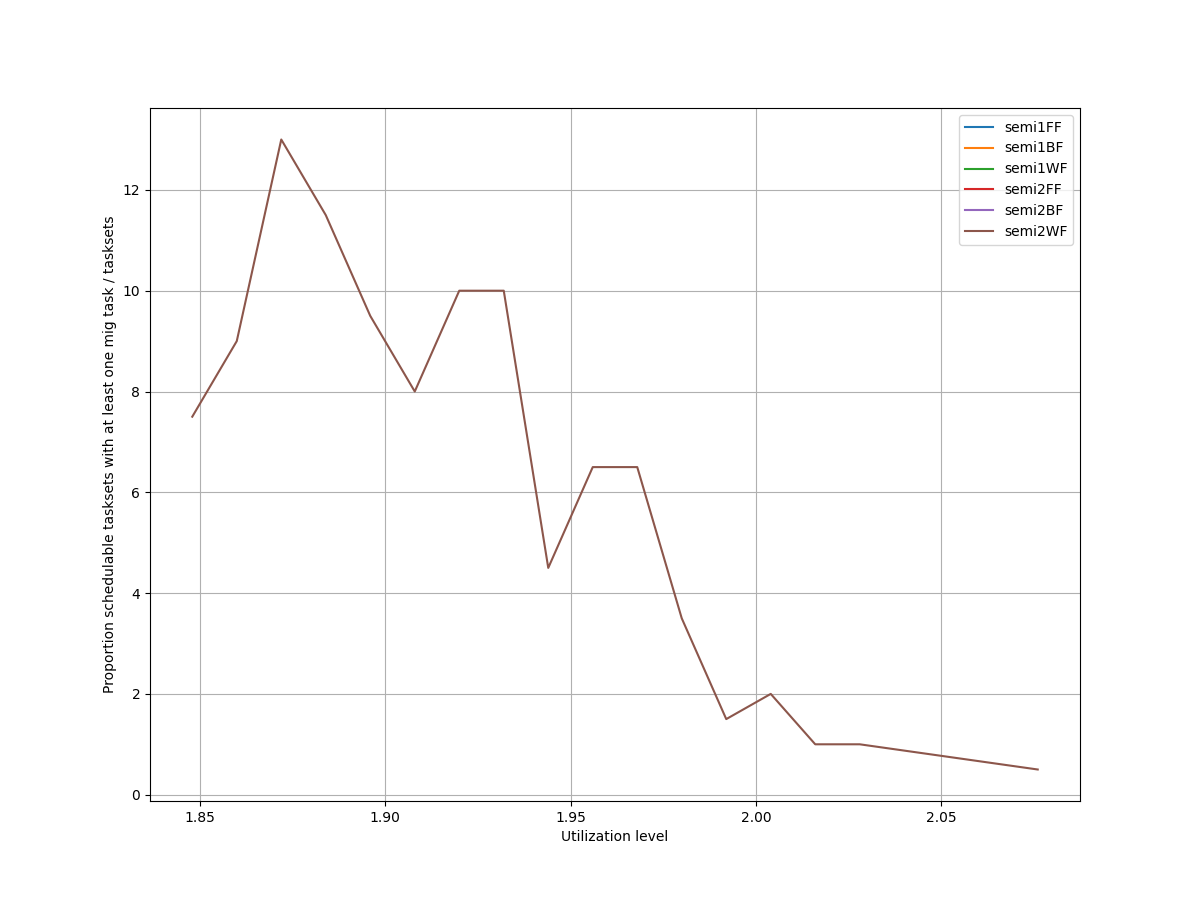 semi1FF
semi1BF
semi1WF
semi2FF
semi2BF
semi2WF
Proportion schedulable tasksets with at least one mig task / tasksets
12
10
8
6
4
2
0
1.85 1.90 1.95 2.00 2.05
Utilization level